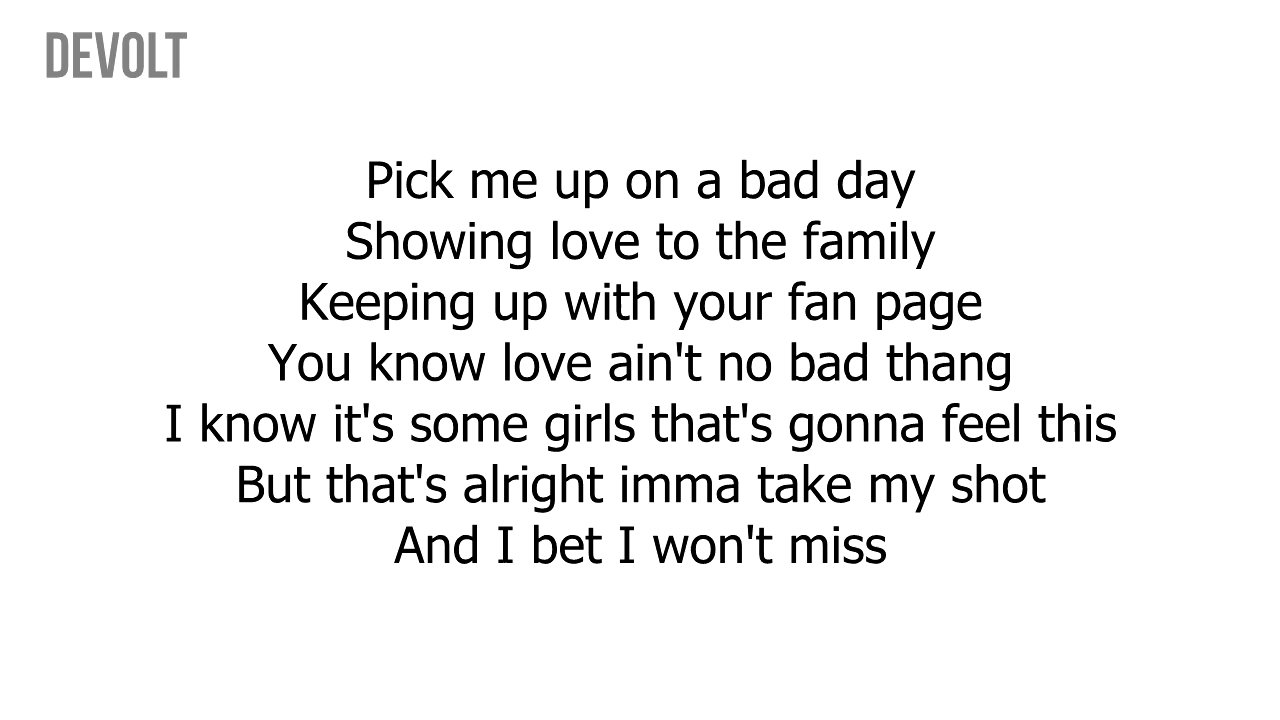 DEVOLT
Pick me up on a bad day
Showing love to the family
Keeping up with your fan page
You know love ain't no bad thang
I know it's some girls that's gonna feel this
But that's alright imma take my shot
And I bet I won't miss